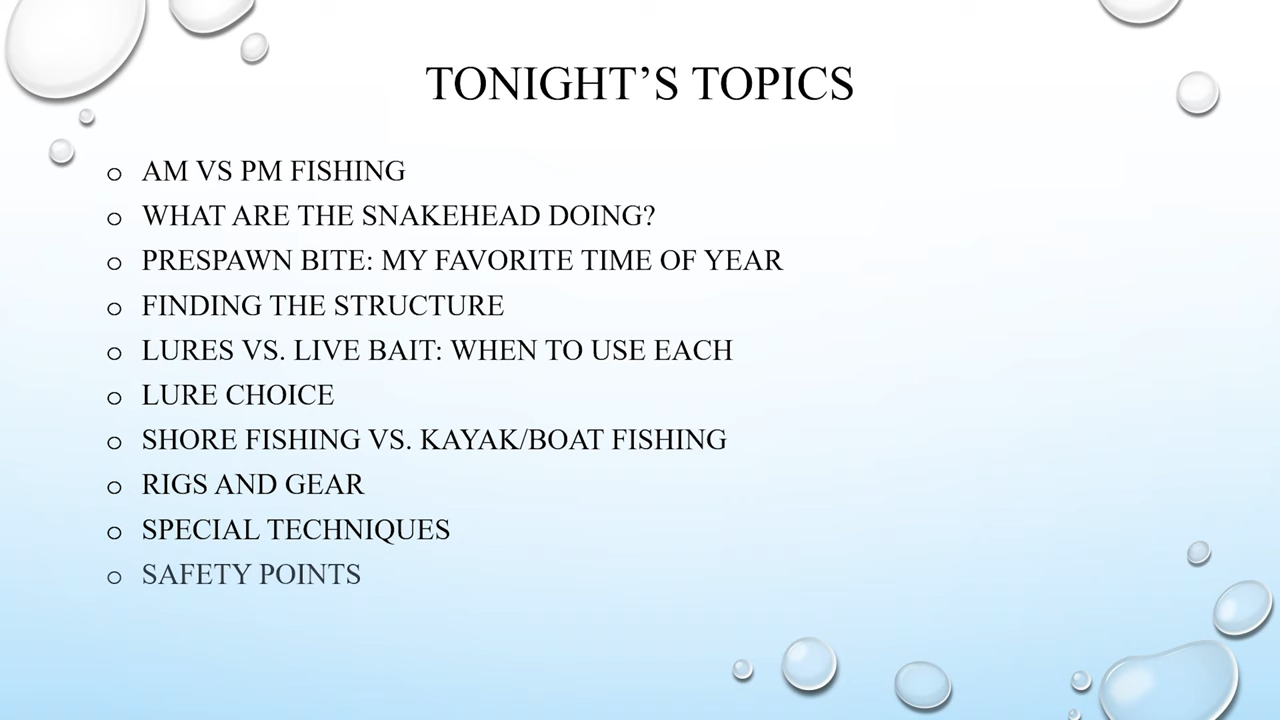 TONIGHT’S TOPICS
o AM VS PM FISHING
o WHAT ARE THE SNAKEHEAD DOING?
o PRESPAWN BITE: MY FAVORITE TIME OF YEAR
o FINDING THE STRUCTURE
o LURES VS. LIVE BAIT: WHEN TO USE EACH
o LURE CHOICE
o SHORE FISHING VS. KAYAK/BOAT FISHING
o RIGS AND GEAR
o SPECIAL TECHNIQUES
o SAFETY POINTS